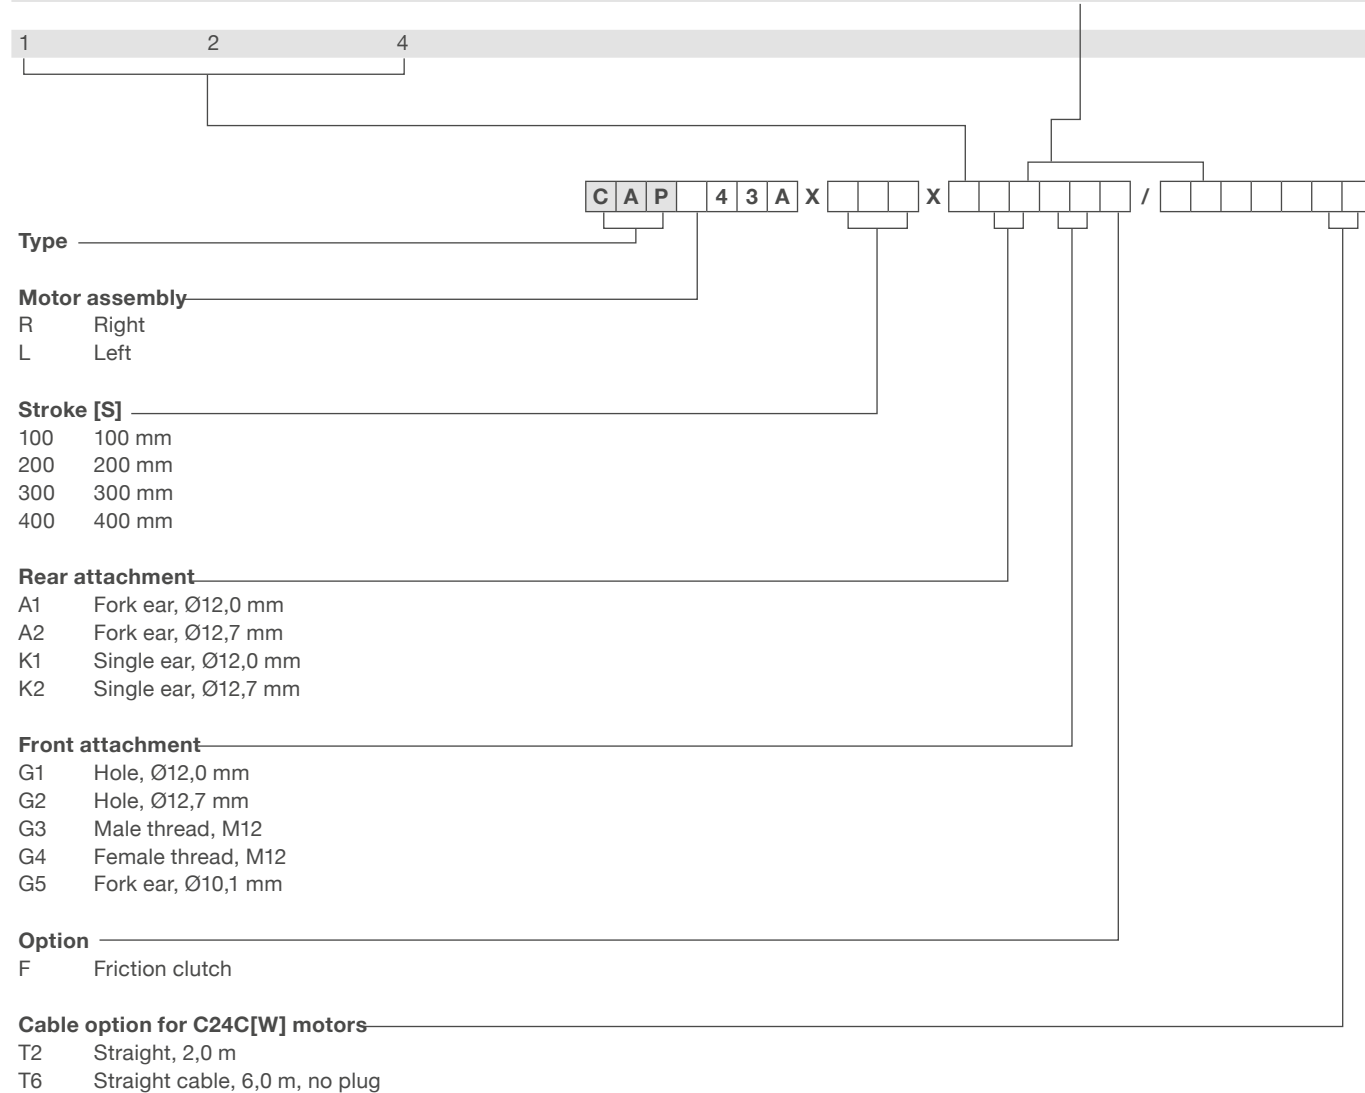 1 2 4
C A P 4 3 A X X /
Type
Motor assembly
R Right
L Left
Stroke [S]
100 100 mm
200 200 mm
300 300 mm
400 400 mm
Rear attachment
A1 Fork ear, Ø12,0 mm
A2 Fork ear, Ø12,7 mm
K1 Single ear, Ø12,0 mm
K2 Single ear, Ø12,7 mm
Front attachment
G1 Hole, Ø12,0 mm
G2 Hole, Ø12,7 mm
G3 Male thread, M12
G4 Female thread, M12
G5 Fork ear, Ø10,1 mm
Option
F Friction clutch
Cable option for C24C[W] motors
T2 Straight, 2,0 m
T6 Straight cable, 6,0 m, no plug